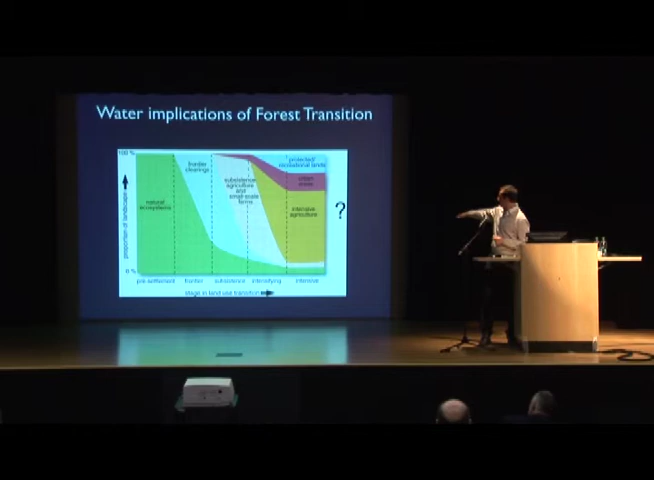 Water implications of Forest Transition
100 %
frontier
clearings
protected/
recreational lands
subsistence
agriculture
and
small-scale
farms
urban
areas
natural
ecosystems
intensive
agriculture
?
proportion of landscape
0 %
pre-settlement frontier subsistence intensifying intensive
stage in land use transition